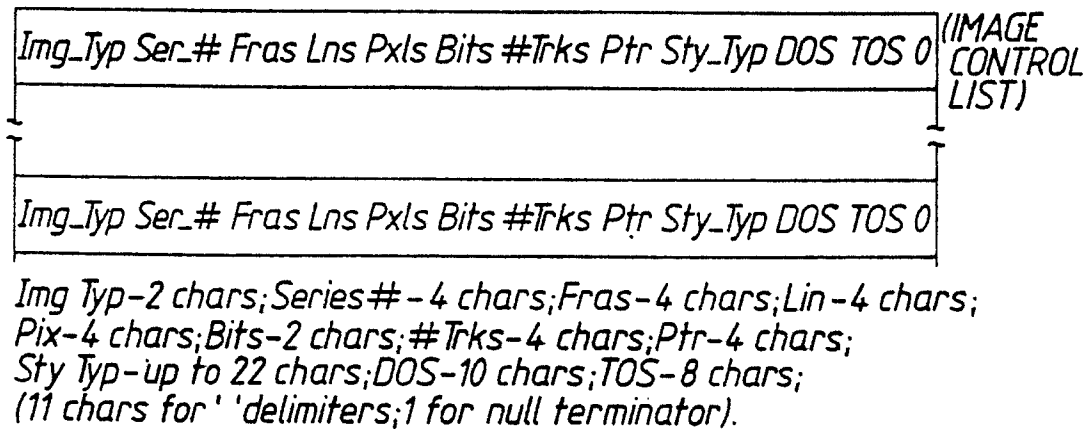 Img_Typ Ser_# Fras Lns Pxls Bits #Trks Ptr Sty_Typ DOS TOS 0
(IMAGE
CONTROL
LIST)
Img_Typ Ser_# Fras Lns Pxls Bits #Trks Ptr Sty_Typ DOS TOS 0
Img Typ-2 chars; Series#-4 chars; Fras-4 chars; Lin-4 chars;
Pix-4 chars; Bits-2 chars; #Trks-4 chars; Ptr-4 chars;
Sty Typ-up to 22 chars; DOS-10 chars; TOS-8 chars;
(11 chars for ' ' delimiters; 1 for null terminator).